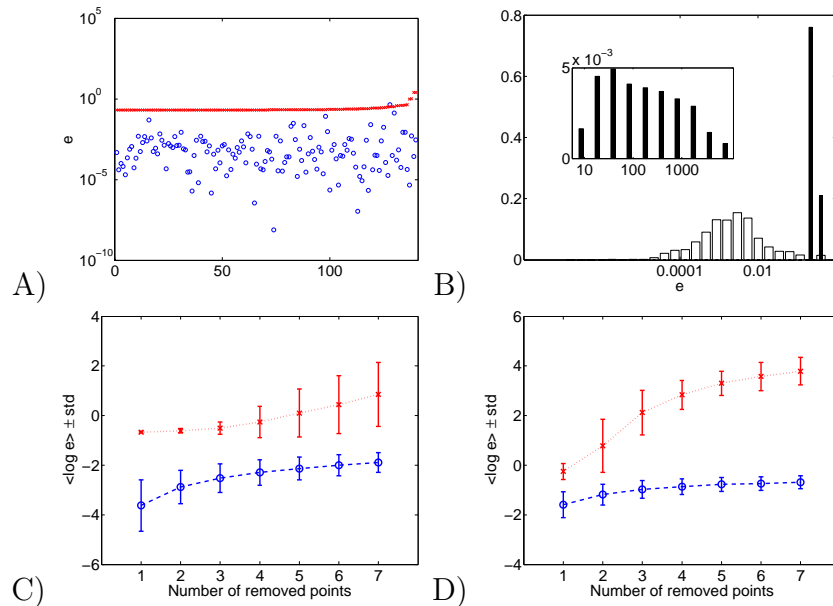 A)
10^5
10^0
10^-5
10^-10
e
0 50 100
B)
0.8
0.6
0.4
0.2
0
5 x 10^-3
0
10 100 1000
0.0001 0.01
e
C)
4
2
0
−2
−4
−6
<log e> ± std
1 2 3 4 5 6 7
Number of removed points
D)
6
4
2
0
−2
−4
<log e> ± std
1 2 3 4 5 6 7
Number of removed points